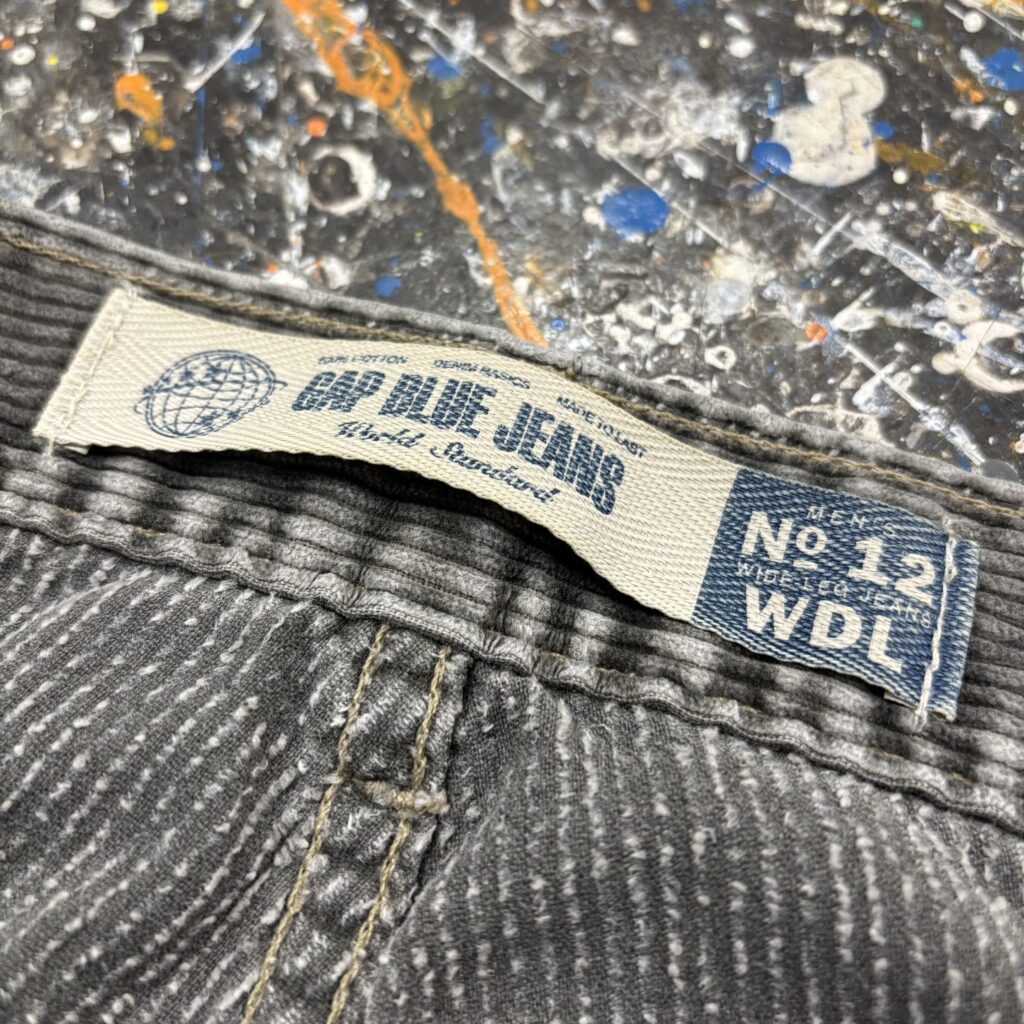 100% COTTON DENIM BASICS MADE TO LAST
GAP BLUE JEANS
World Standard
MEN'S
No 12
WIDE-LEG JEANS
WDL